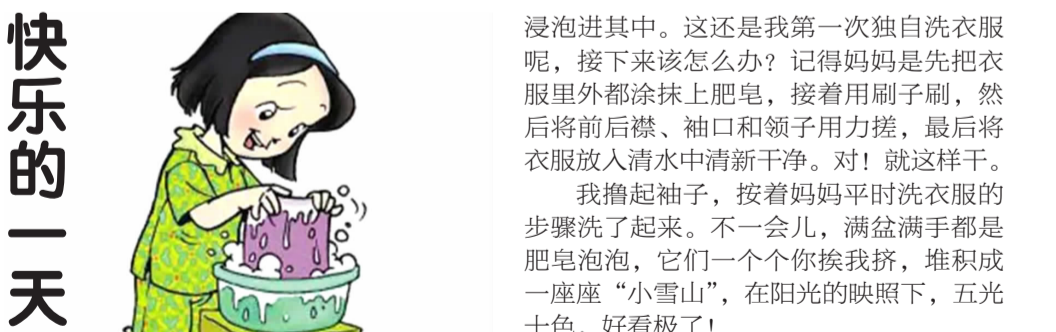 快乐的一天
浸泡进其中。这还是我第一次独自洗衣服
呢，接下来该怎么办？记得妈妈是先把衣
服里外都涂抹上肥皂，接着用刷子刷，然
后将前后襟、袖口和领子用力搓，最后将
衣服放入清水中清新干净。对！就这样干。
我撸起袖子，按着妈妈平时洗衣服的
步骤洗了起来。不一会儿，满盆满手都是
肥皂泡泡，它们一个个你挨我挤，堆积成
一座座“小雪山”，在阳光的映照下，五光
十色，好看极了！